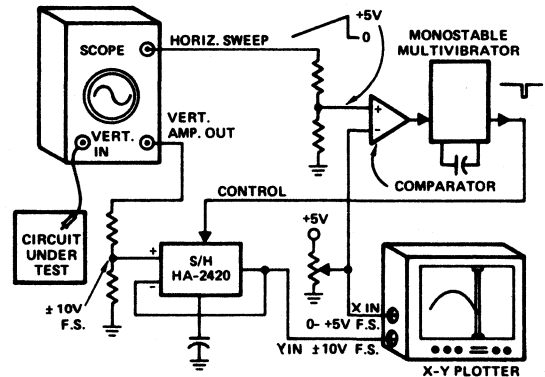 SCOPE
HORIZ. SWEEP
+5V
0
MONOSTABLE
MULTIVIBRATOR
VERT.
IN
VERT.
AMP. OUT
+
−
COMPARATOR
CONTROL
CIRCUIT
UNDER
TEST
± 10V
F.S.
+
−
S/H
HA-2420
+5V
X IN
0- +5V F.S.
YIN ±10V F.S.
X-Y PLOTTER